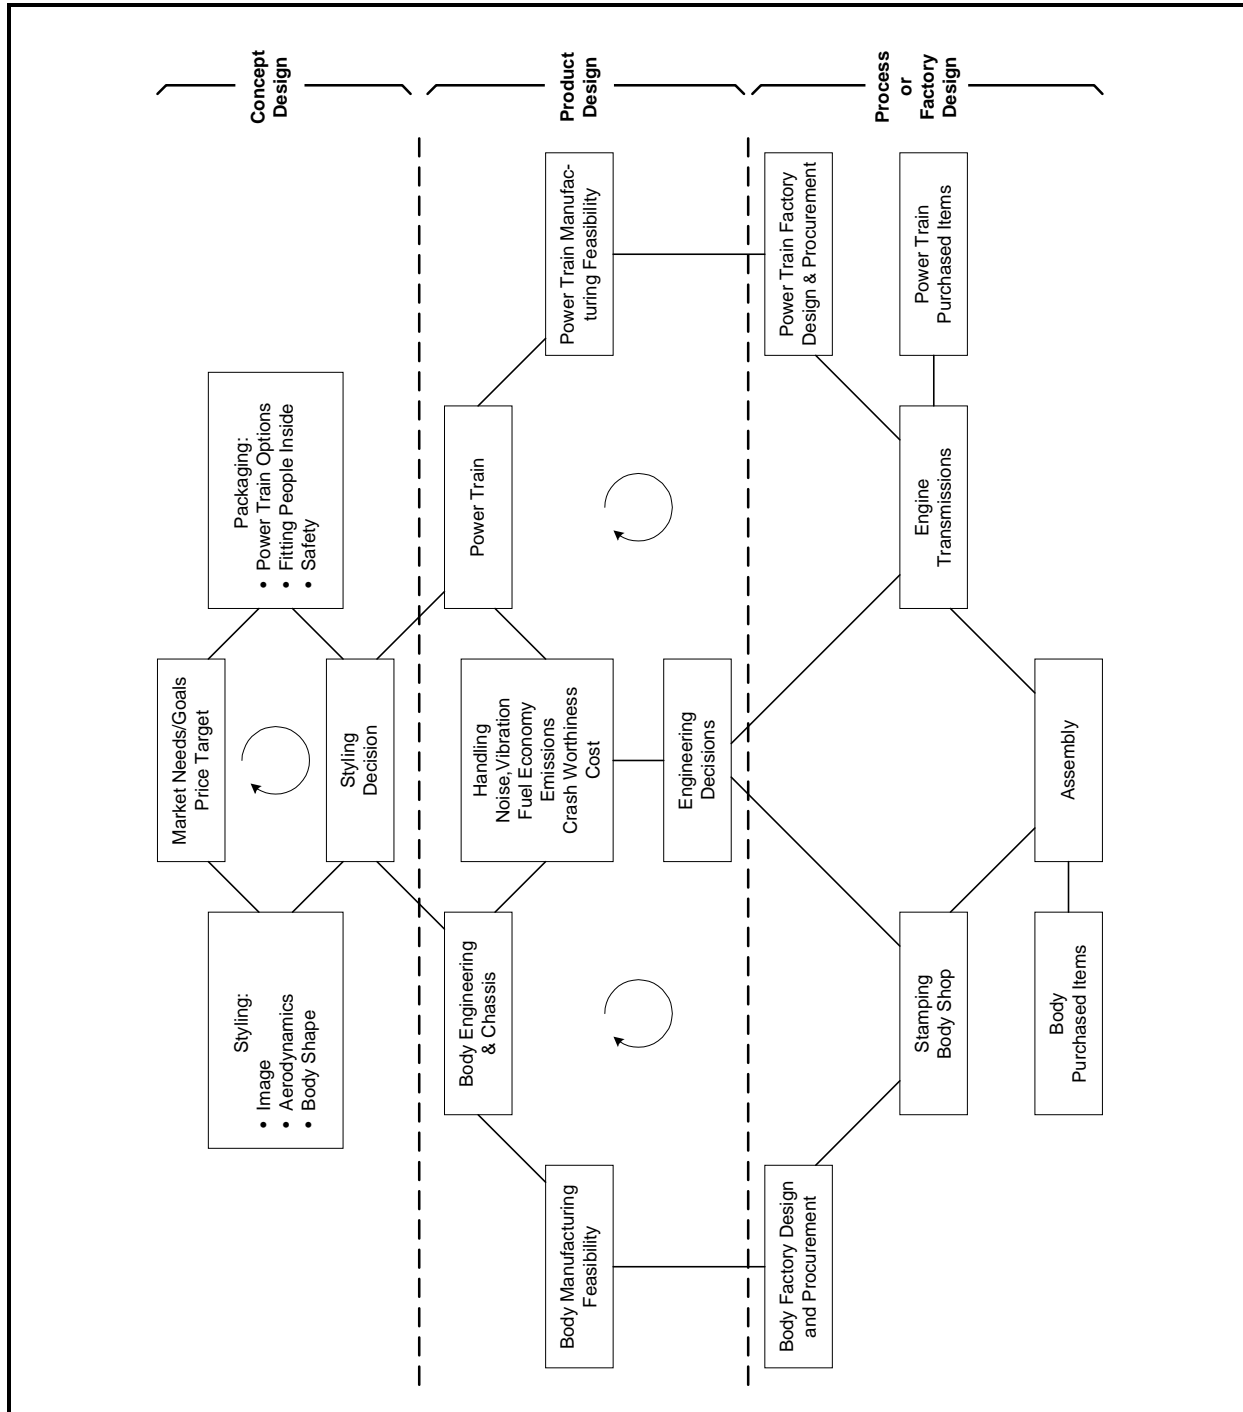 Concept
Design
Product
Design
Process
or
Factory
Design
Market Needs/Goals
Price Target
Styling:
• Image
• Aerodynamics
• Body Shape
Packaging:
• Power Train Options
• Fitting People Inside
• Safety
Styling
Decision
Body Engineering
& Chassis
Power Train
Handling
Noise,Vibration
Fuel Economy
Emissions
Crash Worthiness
Cost
Body Manufacturing
Feasibility
Power Train Manufac-
turing Feasibility
Engineering
Decisions
Body Factory Design
and Procurement
Power Train Factory
Design & Procurement
Stamping
Body Shop
Engine
Transmissions
Power Train
Purchased Items
Body
Purchased Items
Assembly